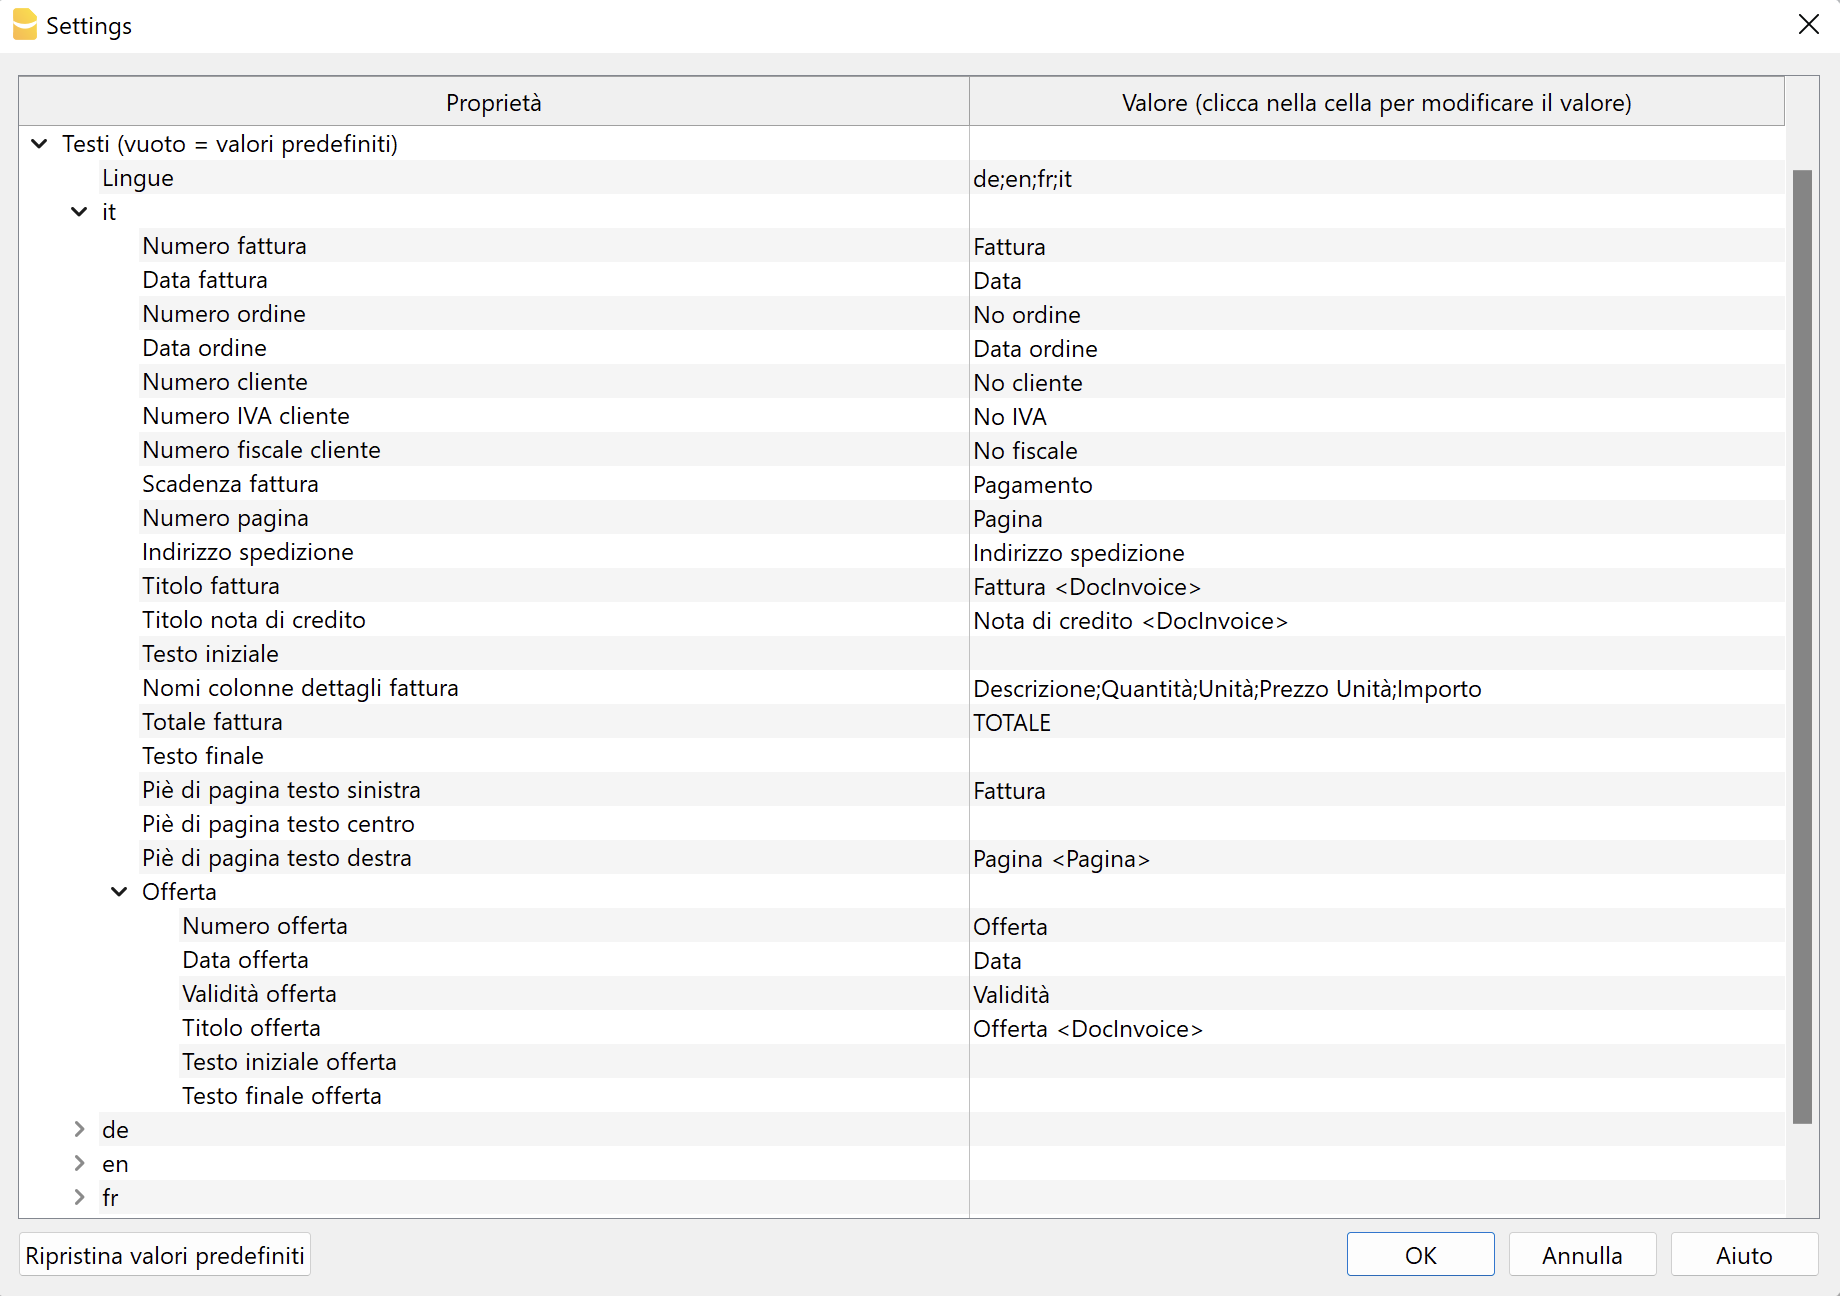 Settings
Proprietà Valore (clicca nella cella per modificare il valore)
Testi (vuoto = valori predefiniti)
Lingue de;en;fr;it
it
Numero fattura Fattura
Data fattura Data
Numero ordine No ordine
Data ordine Data ordine
Numero cliente No cliente
Numero IVA cliente No IVA
Numero fiscale cliente No fiscale
Scadenza fattura Pagamento
Numero pagina Pagina
Indirizzo spedizione Indirizzo spedizione
Titolo fattura Fattura <DocInvoice>
Titolo nota di credito Nota di credito <DocInvoice>
Testo iniziale
Nomi colonne dettagli fattura Descrizione;Quantità;Unità;Prezzo Unità;Importo
Totale fattura TOTALE
Testo finale
Piè di pagina testo sinistra Fattura
Piè di pagina testo centro
Piè di pagina testo destra Pagina <Pagina>
Offerta
Numero offerta Offerta
Data offerta Data
Validità offerta Validità
Titolo offerta Offerta <DocInvoice>
Testo iniziale offerta
Testo finale offerta
de
en
fr
Ripristina valori predefiniti OK Annulla Aiuto